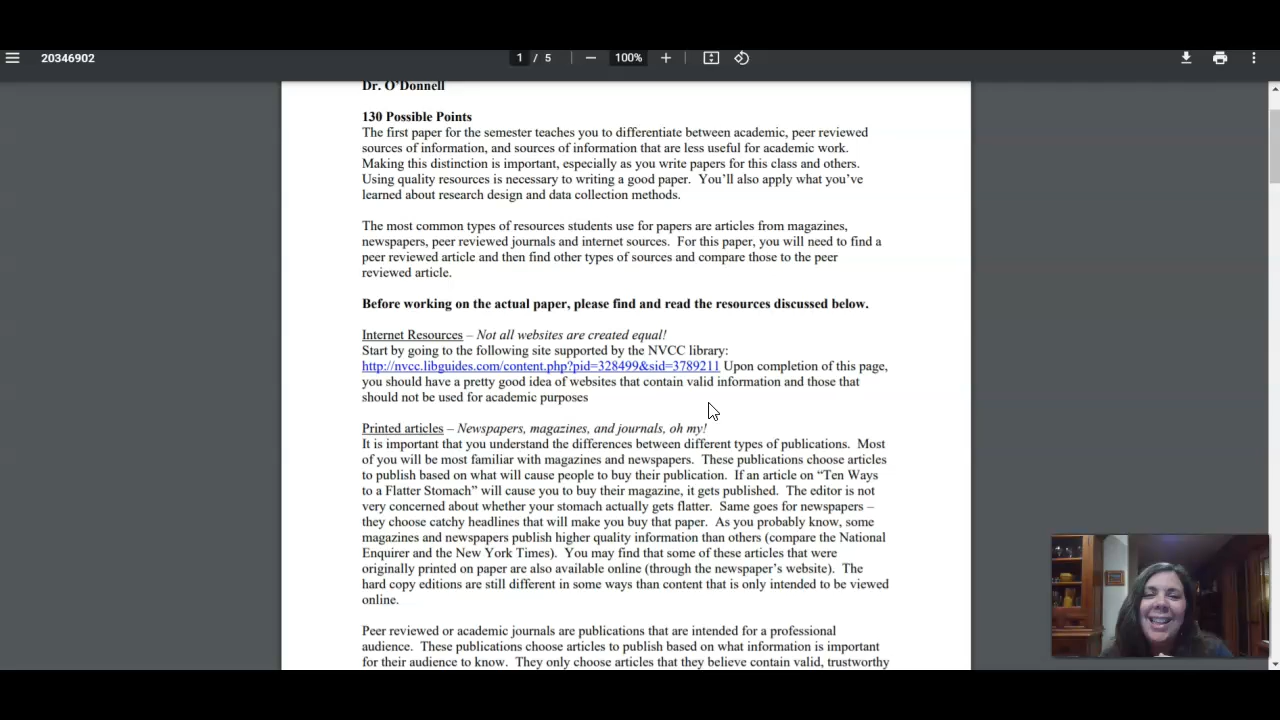 20346902
1 / 5
100%
Dr. O'Donnell
130 Possible Points
The first paper for the semester teaches you to differentiate between academic, peer reviewed
sources of information, and sources of information that are less useful for academic work.
Making this distinction is important, especially as you write papers for this class and others.
Using quality resources is necessary to writing a good paper.  You'll also apply what you've
learned about research design and data collection methods.
The most common types of resources students use for papers are articles from magazines,
newspapers, peer reviewed journals and internet sources.  For this paper, you will need to find a
peer reviewed article and then find other types of sources and compare those to the peer
reviewed article.
Before working on the actual paper, please find and read the resources discussed below.
Internet Resources – Not all websites are created equal!
Start by going to the following site supported by the NVCC library:
http://nvcc.libguides.com/content.php?pid=328499&sid=3789211 Upon completion of this page,
you should have a pretty good idea of websites that contain valid information and those that
should not be used for academic purposes
Printed articles – Newspapers, magazines, and journals, oh my!
It is important that you understand the differences between different types of publications.  Most
of you will be most familiar with magazines and newspapers.  These publications choose articles
to publish based on what will cause people to buy their publication.  If an article on “Ten Ways
to a Flatter Stomach” will cause you to buy their magazine, it gets published.  The editor is not
very concerned about whether your stomach actually gets flatter.  Same goes for newspapers –
they choose catchy headlines that will make you buy that paper.  As you probably know, some
magazines and newspapers publish higher quality information than others (compare the National
Enquirer and the New York Times).  You may find that some of these articles that were
originally printed on paper are also available online (through the newspaper's website).  The
hard copy editions are still different in some ways than content that is only intended to be viewed
online.
Peer reviewed or academic journals are publications that are intended for a professional
audience.  These publications choose articles to publish based on what information is important
for their audience to know.  They only choose articles that they believe contain valid, trustworthy